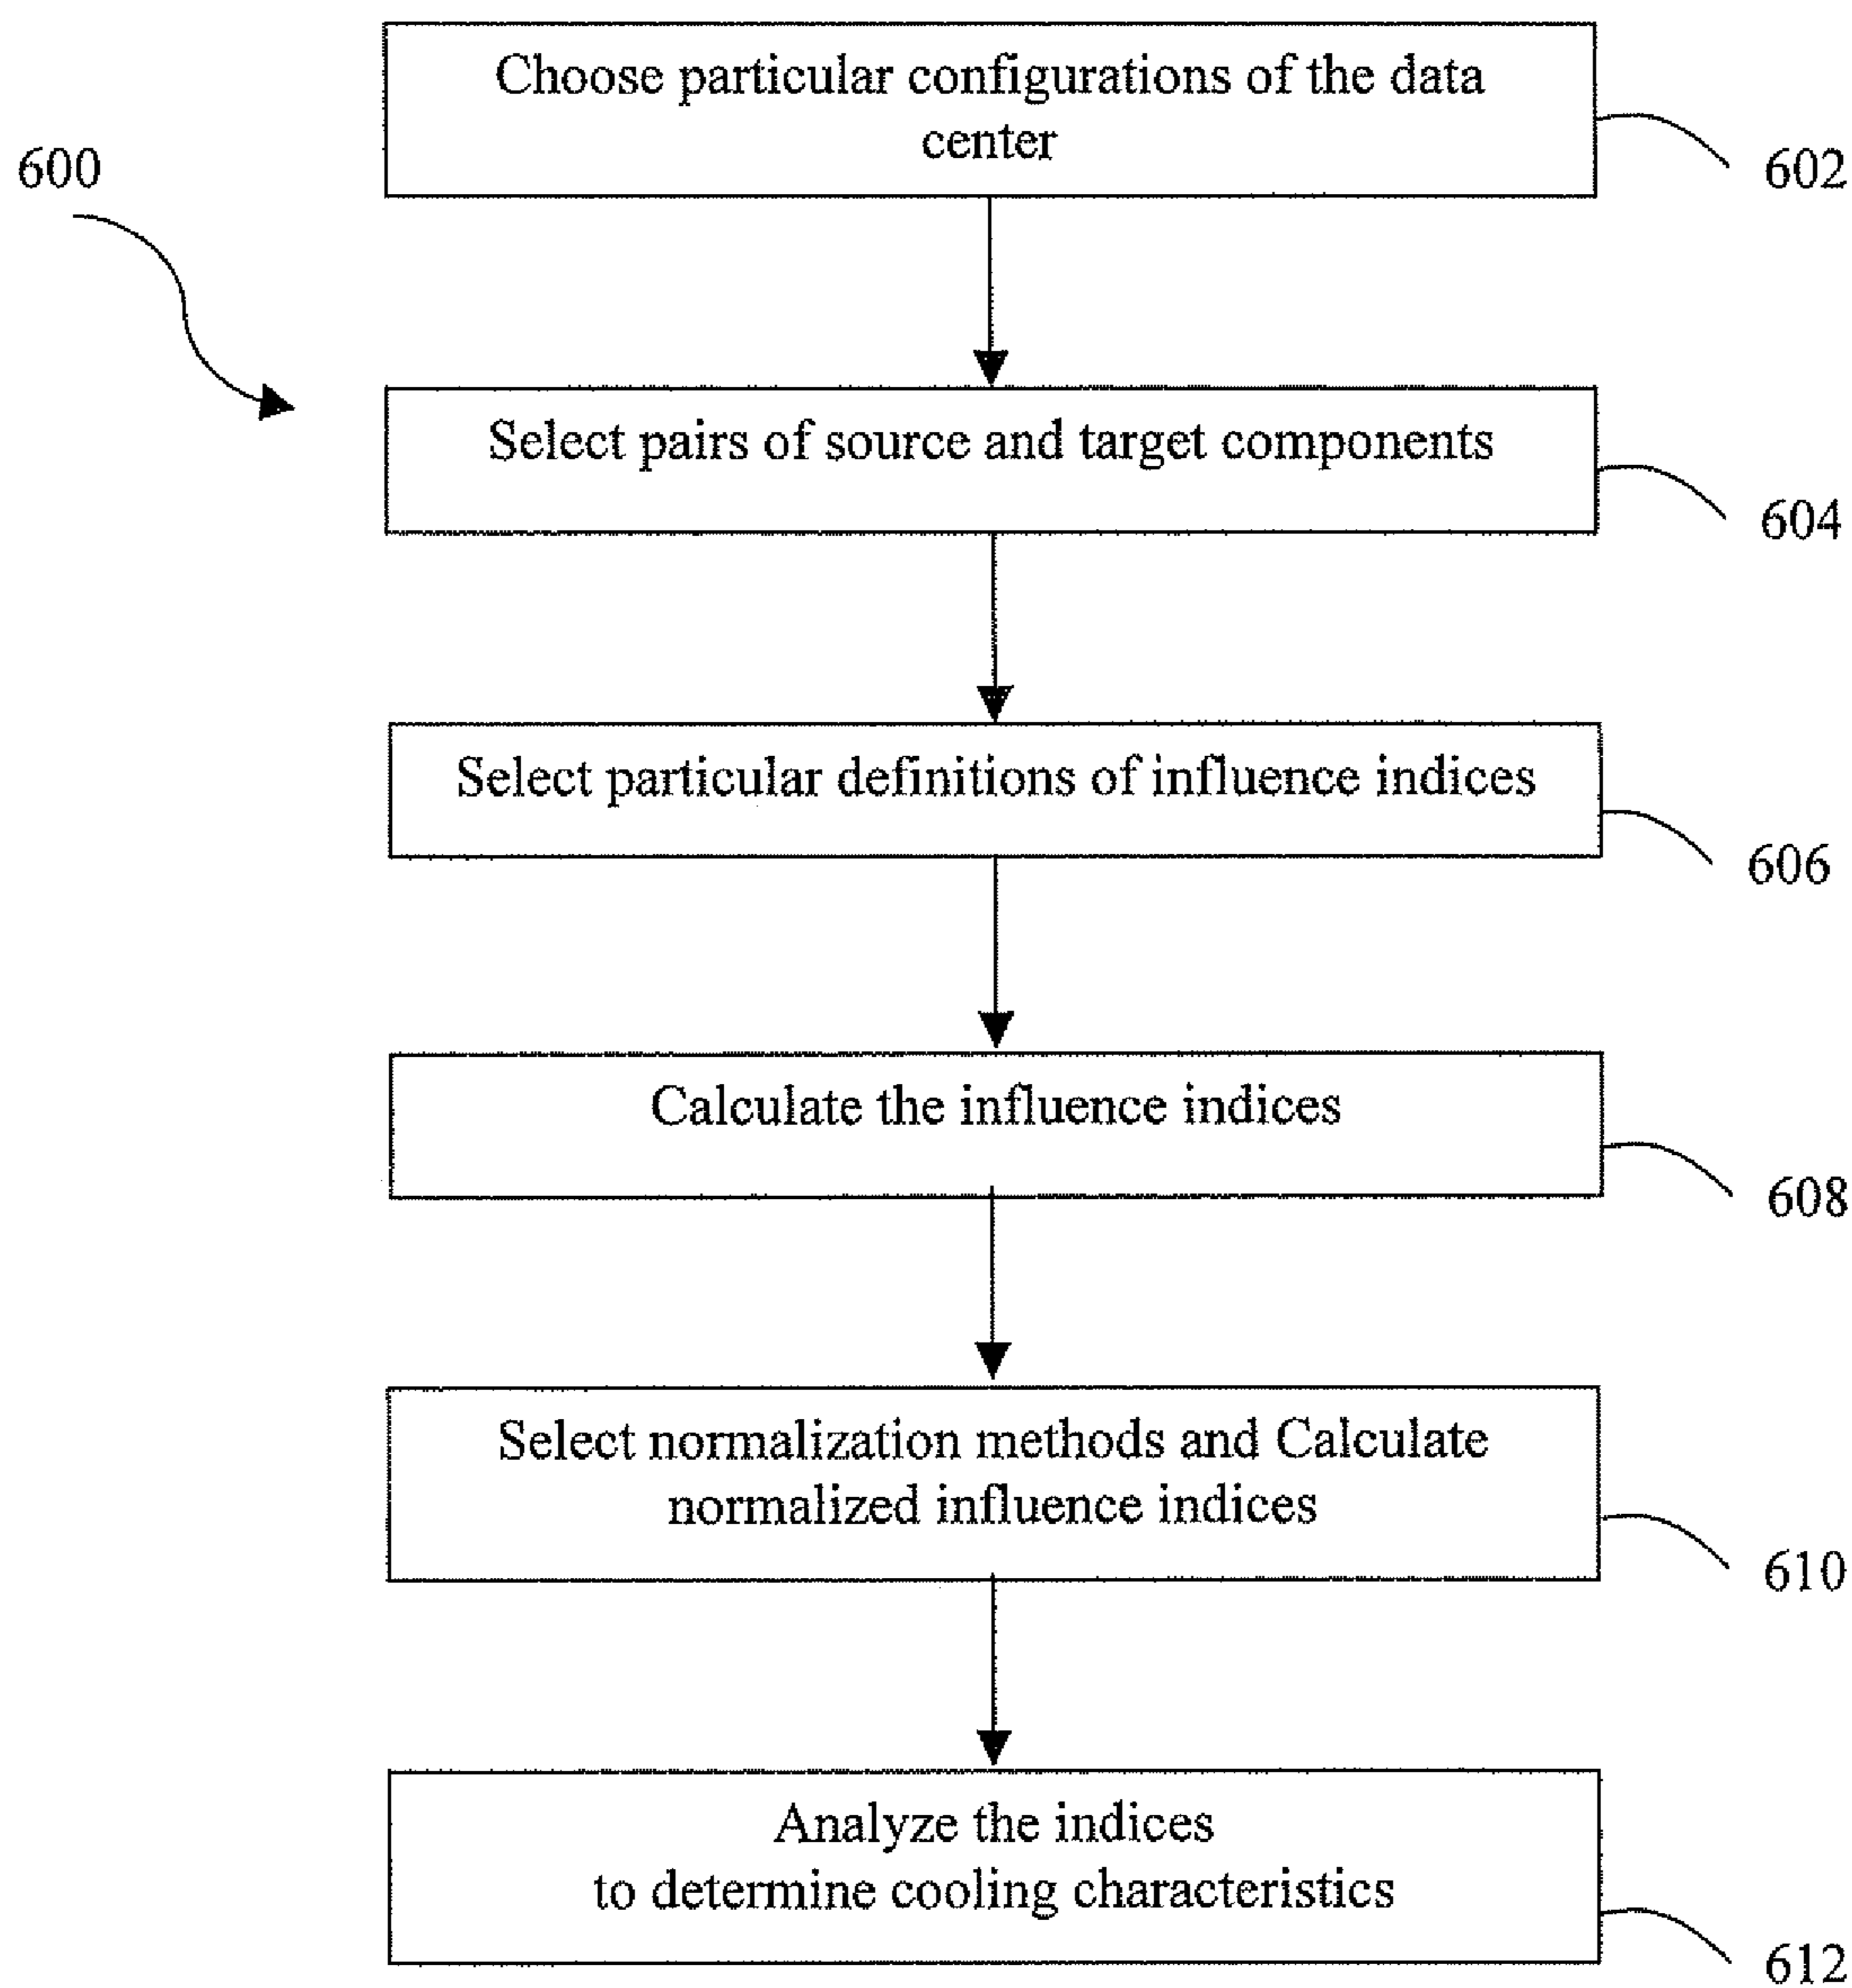 Choose particular configurations of the data
center
600
602
Select pairs of source and target components
604
Select particular definitions of influence indices
606
Calculate the influence indices
608
Select normalization methods and Calculate
normalized influence indices
610
Analyze the indices
to determine cooling characteristics
612